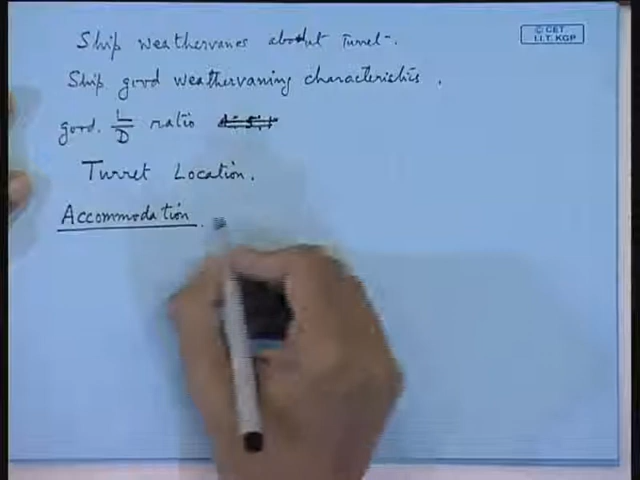 © CET
I.I.T. KGP
Ship weathervanes about Turret.
Ship good weathervaning characteristics.
good. L/D ratio
Turret Location.
Accommodation.